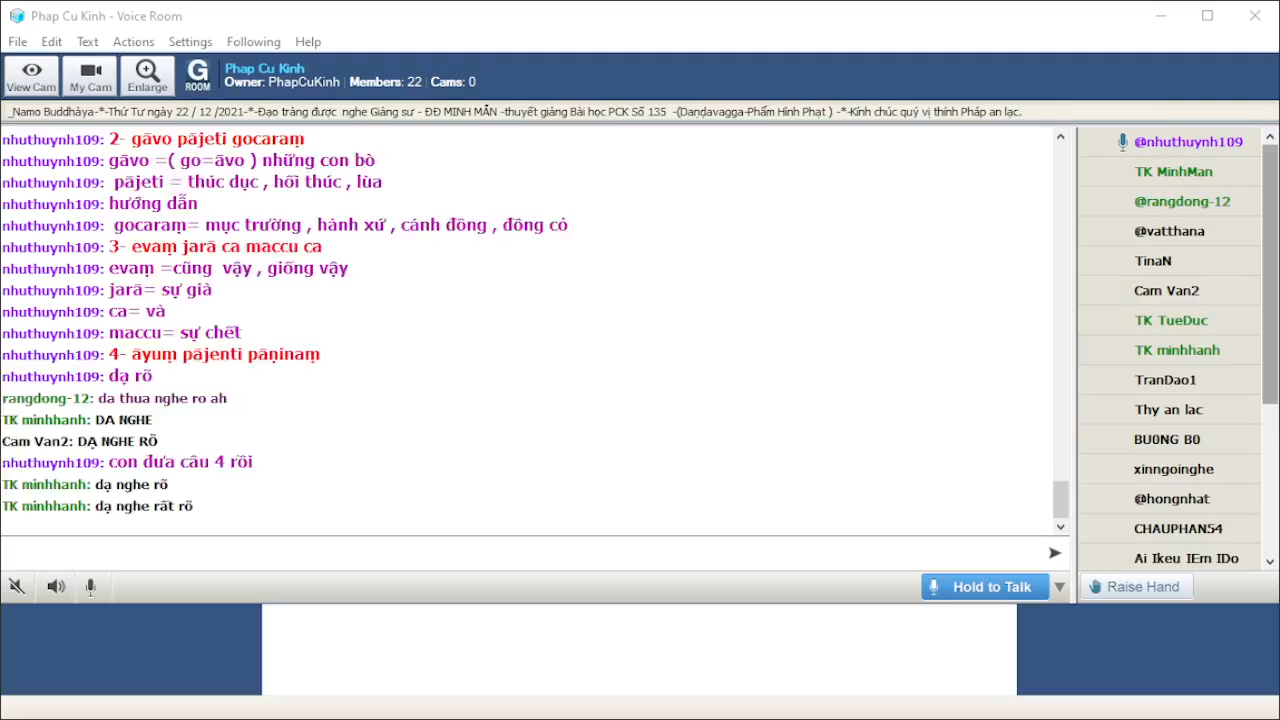 Phap Cu Kinh - Voice Room
File Edit Text Actions Settings Following Help
View Cam My Cam Enlarge G ROOM
Phap Cu Kinh
Owner: PhapCuKinh | Members: 22 | Cams: 0
_Namo Buddhàya-*-Thứ Tư ngày 22 / 12 /2021-*-Đạo tràng được nghe Giảng sư - ĐĐ MINH MẪN -thuyết giảng Bài học PCK Số 135 -(Daṇḍavagga-Phẩm Hình Phạt ) -*-Kính chúc quý vị thính Pháp an lạc.
nhuthuynh109: 2- gāvo pājeti gocaraṃ
nhuthuynh109: gāvo =( go=āvo ) những con bò
nhuthuynh109: pājeti = thúc dục , hối thúc , lùa
nhuthuynh109: hướng dẫn
nhuthuynh109: gocaraṃ= mục trường , hành xứ , cánh đồng , đồng cỏ
nhuthuynh109: 3- evaṃ jarā ca maccu ca
nhuthuynh109: evaṃ =cũng vậy , giống vậy
nhuthuynh109: jarā= sự già
nhuthuynh109: ca= và
nhuthuynh109: maccu= sự chết
nhuthuynh109: 4- āyuṃ pājenti pāṇinaṃ
nhuthuynh109: dạ rõ
rangdong-12: da thua nghe ro ah
TK minhhanh: DA NGHE
Cam Van2: DẠ NGHE RÕ
nhuthuynh109: con đưa câu 4 rồi
TK minhhanh: dạ nghe rõ
TK minhhanh: dạ nghe rất rõ
@nhuthuynh109
TK MinhMan
@rangdong-12
@vatthana
TinaN
Cam Van2
TK TueDuc
TK minhhanh
TranDao1
Thy an lac
BU0NG B0
xinngoinghe
@hongnhat
CHAUPHAN54
Ai Ikeu IEm IDo
Hold to Talk
Raise Hand